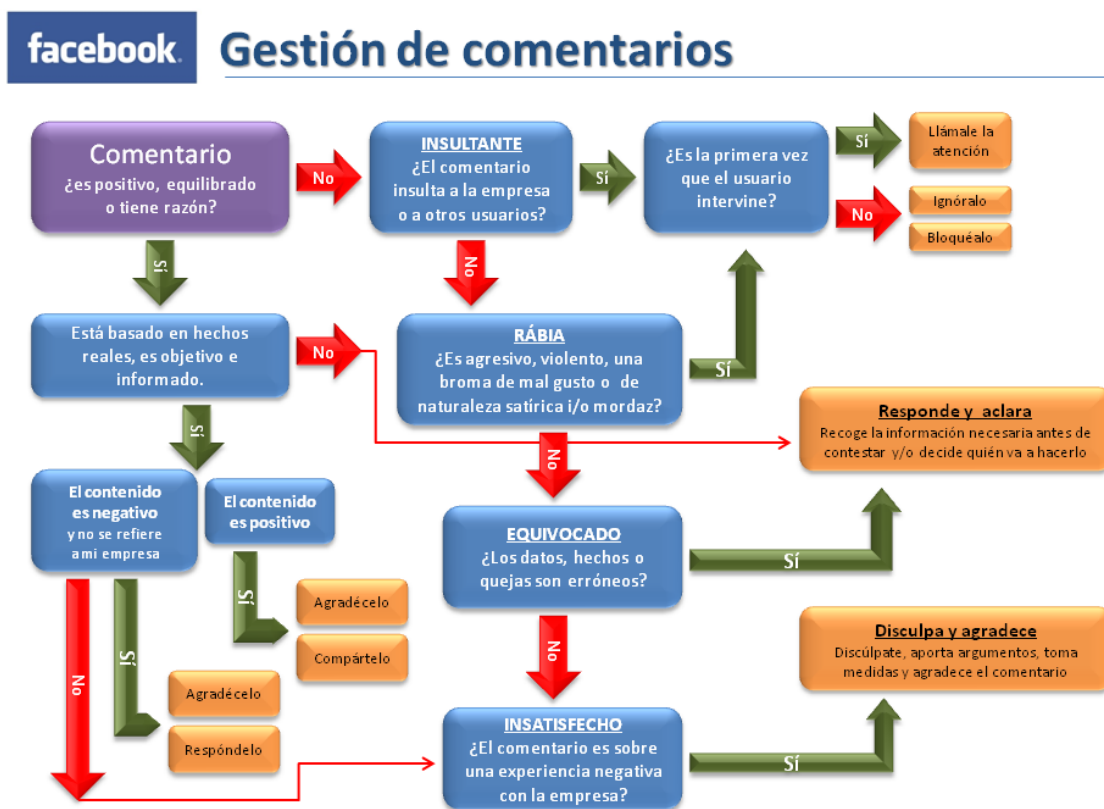 facebook.
Gestión de comentarios
Comentario
¿es positivo, equilibrado
o tiene razón?
No
INSULTANTE
¿El comentario
insulta a la empresa
o a otros usuarios?
Sí
¿Es la primera vez
que el usuario
intervine?
Sí
Llámale la
atención
No
Ignóralo
Bloquéalo
Sí
No
Está basado en hechos
reales, es objetivo e
informado.
No
RÁBIA
¿Es agresivo, violento, una
broma de mal gusto o de
naturaleza satírica i/o mordaz?
Sí
Responde y aclara
Recoge la información necesaria antes de
contestar y/o decide quién va a hacerlo
Sí
No
El contenido
es negativo
y no se refiere
a mi empresa
El contenido
es positivo
EQUIVOCADO
¿Los datos, hechos o
quejas son erróneos?
Sí
Sí
Agradécelo
Compártelo
No
Sí
No
Disculpa y agradece
Discúlpate, aporta argumentos, toma
medidas y agradece el comentario
Agradécelo
Respóndelo
INSATISFECHO
¿El comentario es sobre
una experiencia negativa
con la empresa?
Sí